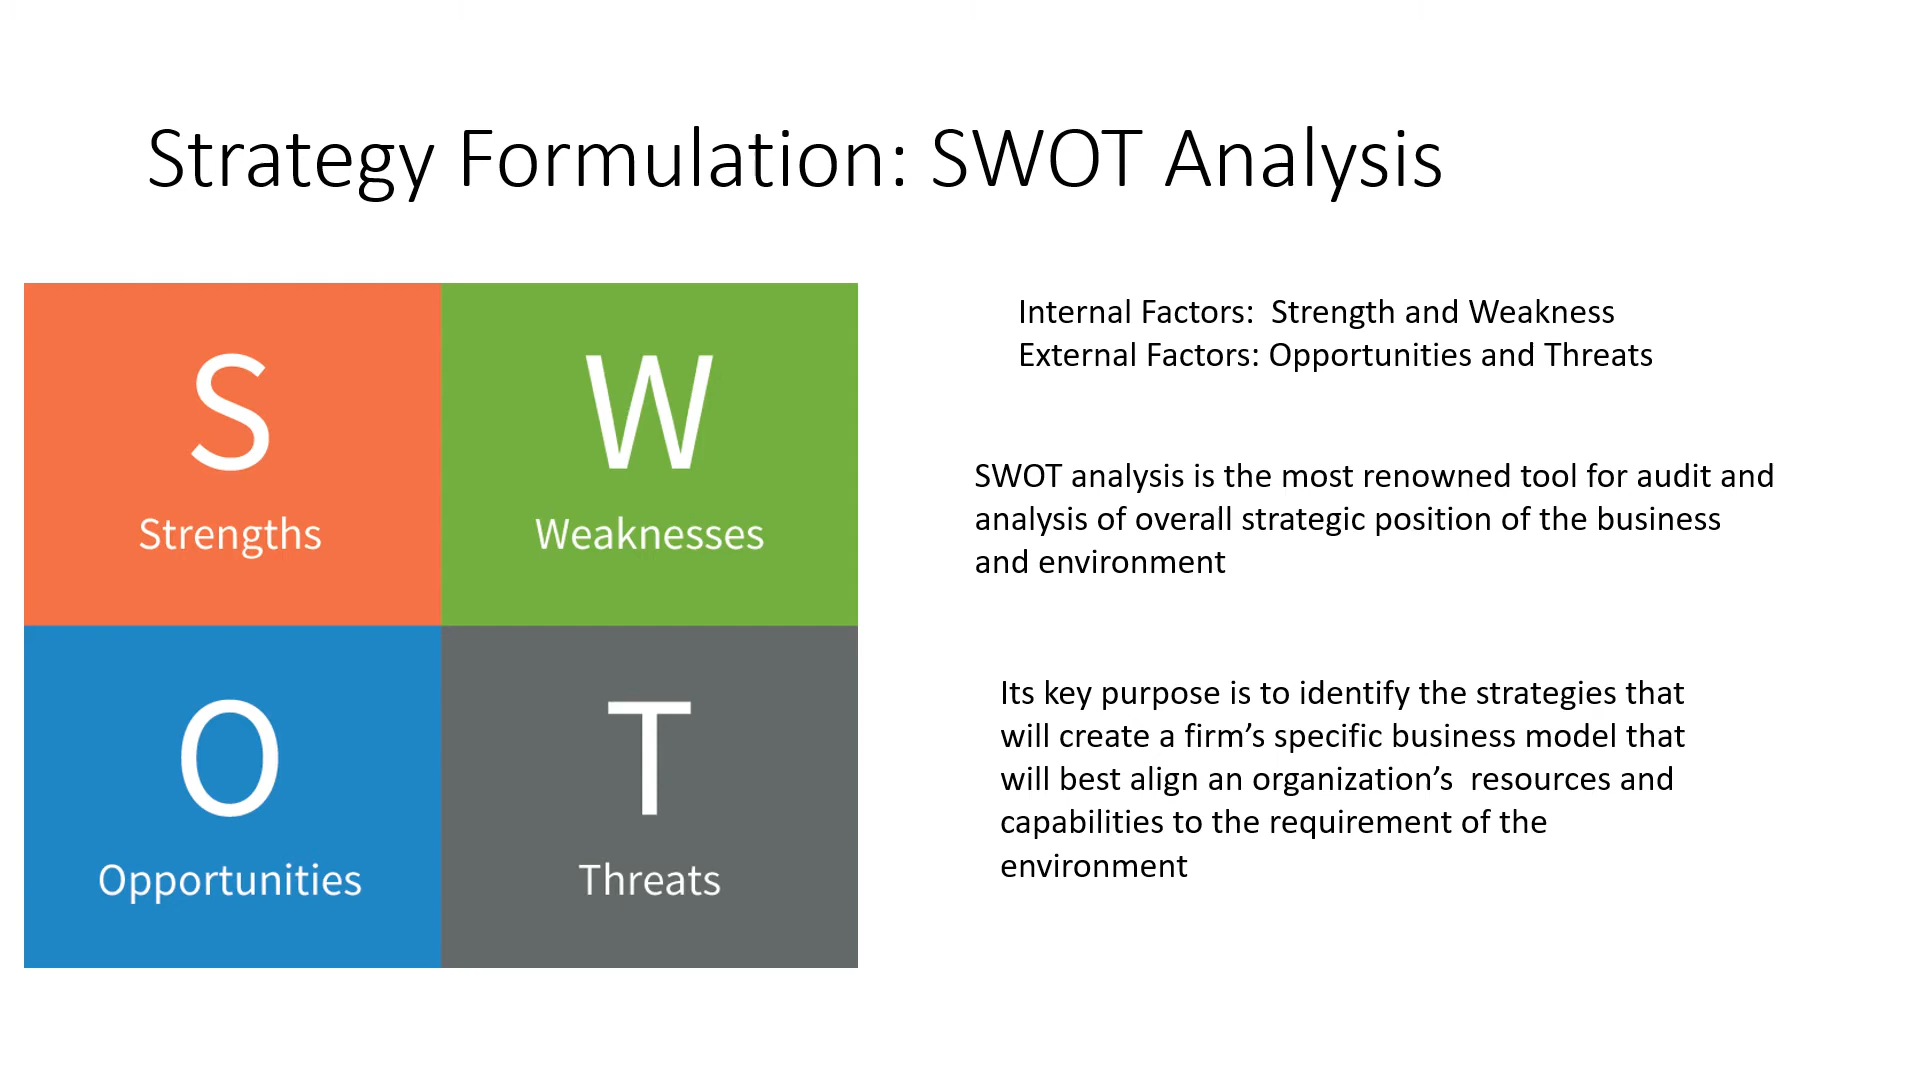 Strategy Formulation: SWOT Analysis
S
Strengths
W
Weaknesses
O
Opportunities
T
Threats
Internal Factors:  Strength and Weakness
External Factors: Opportunities and Threats
SWOT analysis is the most renowned tool for audit and
analysis of overall strategic position of the business
and environment
Its key purpose is to identify the strategies that
will create a firm’s specific business model that
will best align an organization’s  resources and
capabilities to the requirement of the
environment